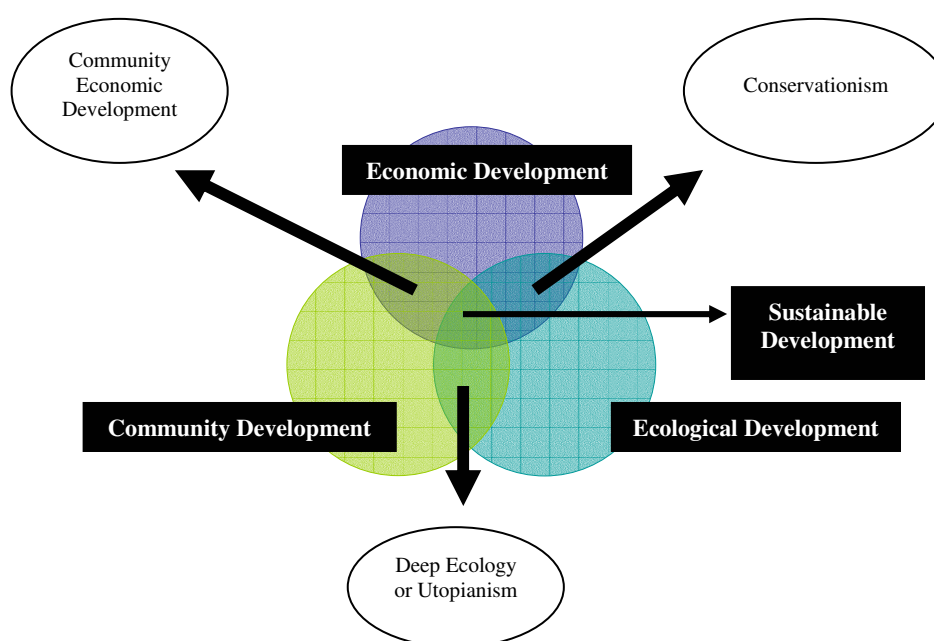 Community
Economic
Development
Conservationism
Economic Development
Sustainable
Development
Community Development
Ecological Development
Deep Ecology
or Utopianism